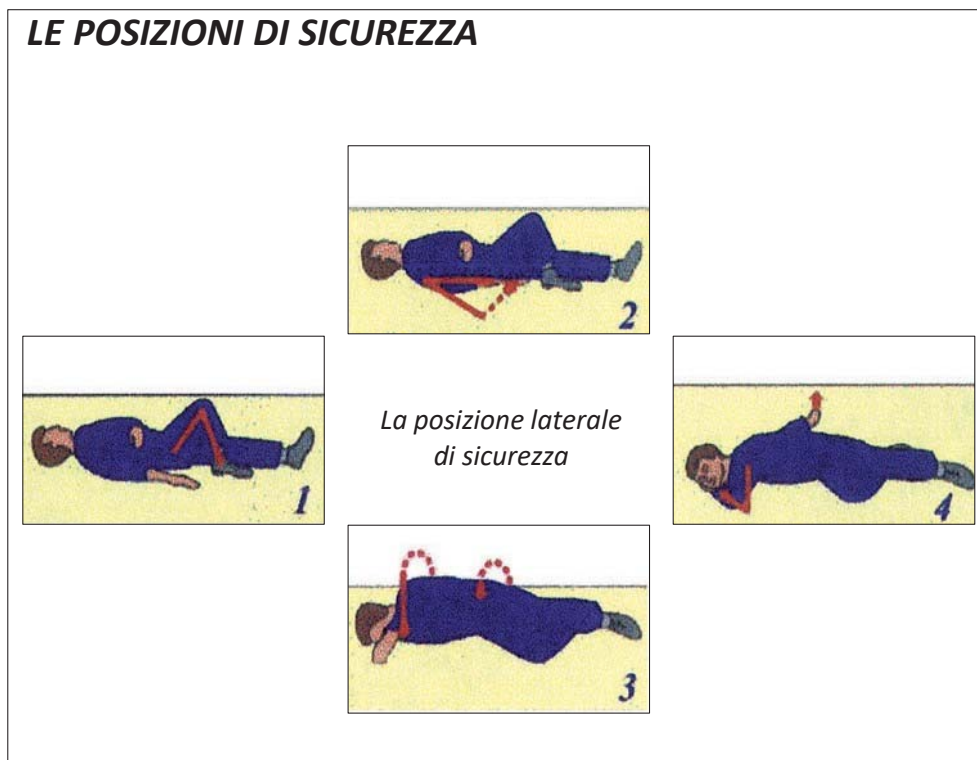 LE POSIZIONI DI SICUREZZA
2
1
La posizione laterale
di sicurezza
4
3